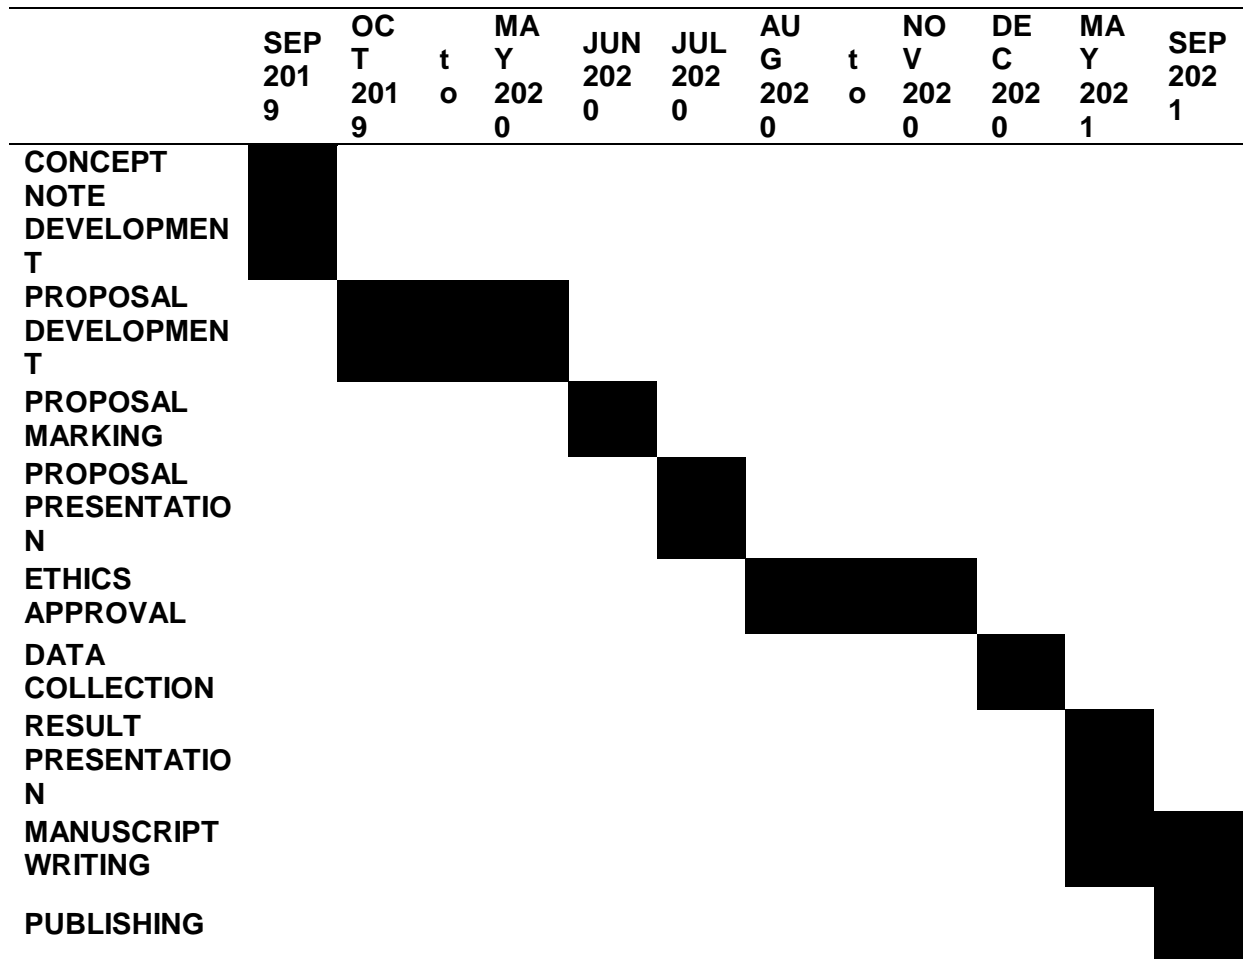 SEP
201
9
OC
T
201
9
t
o
MA
Y
202
0
JUN
202
0
JUL
202
0
AU
G
202
0
t
o
NO
V
202
0
DE
C
202
0
MA
Y
202
1
SEP
202
1
CONCEPT
NOTE
DEVELOPMEN
T
PROPOSAL
DEVELOPMEN
T
PROPOSAL
MARKING
PROPOSAL
PRESENTATIO
N
ETHICS
APPROVAL
DATA
COLLECTION
RESULT
PRESENTATIO
N
MANUSCRIPT
WRITING
PUBLISHING